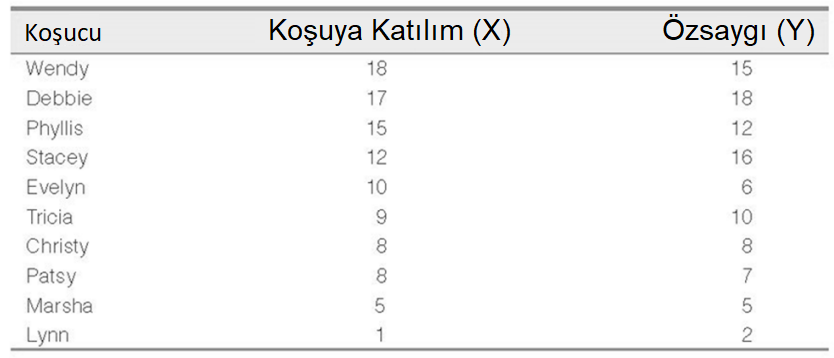 Koşucu Koşuya Katılım (X) Özsaygı (Y)
Wendy 18 15
Debbie 17 18
Phyllis 15 12
Stacey 12 16
Evelyn 10 6
Tricia 9 10
Christy 8 8
Patsy 8 7
Marsha 5 5
Lynn 1 2